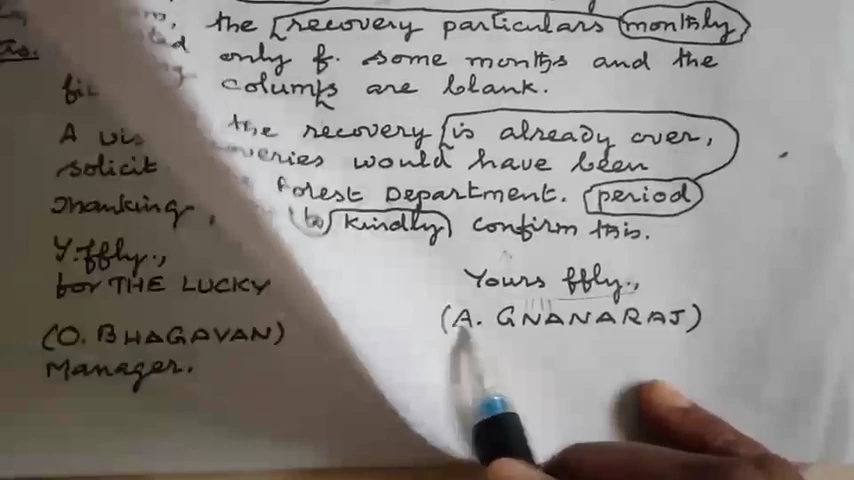 the recovery particulars monthly
only f. some months and the
columns are blank.
the recovery is already over,
would have been
Forest Department. period
to kindly confirm this.
Yours ffly.,
(A. GNANARAJ)
A
solicit
Thanking,
Y.ffly.,
for THE LUCKY
(O. BHAGAVAN)
Manager.